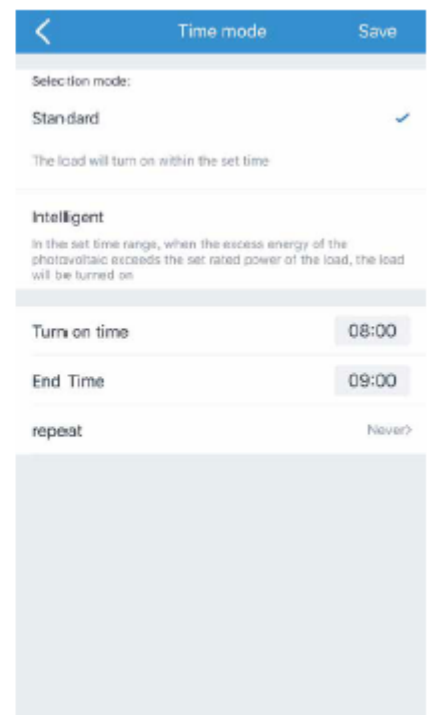 Time mode Save
Selection mode:
Standard
The load will turn on within the set time
Intelligent
In the set time range, when the excess energy of the
photovoltaic exceeds the set rated power of the load, the load
will be turned on
Turn on time 08:00
End Time 09:00
repeat Never>